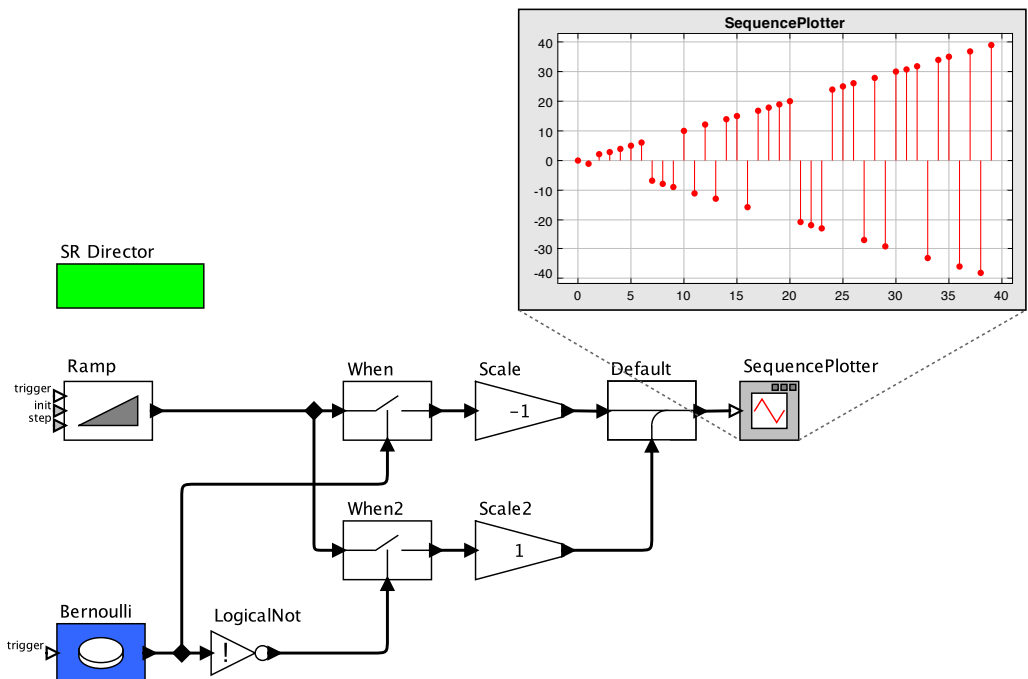 SequencePlotter
40
30
20
10
0
-10
-20
-30
-40
0 5 10 15 20 25 30 35 40
SR Director
Ramp
trigger
init
step
When
Scale
-1
Default
SequencePlotter
When2
Scale2
1
Bernoulli
trigger
LogicalNot
!